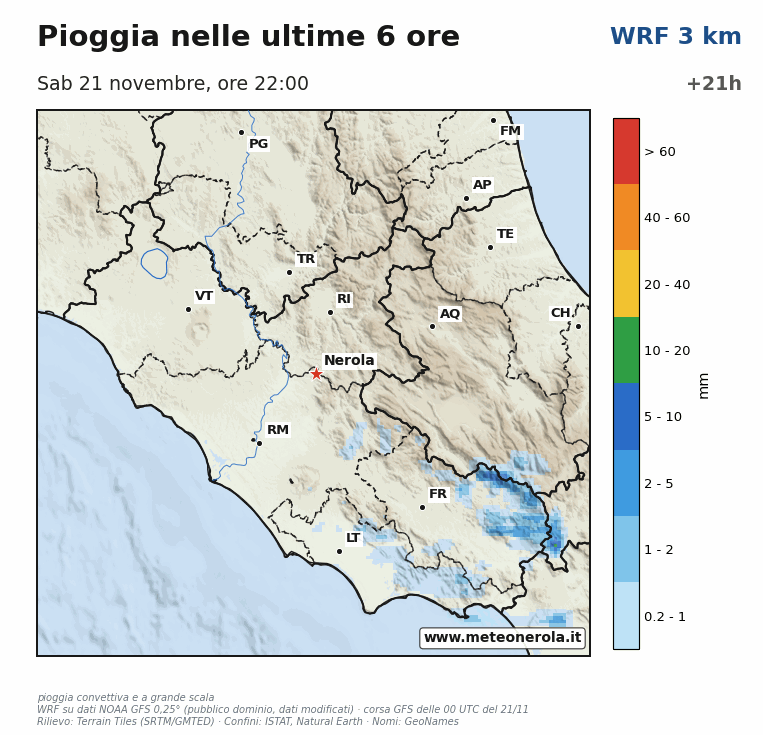 Pioggia nelle ultime 6 ore
WRF 3 km
Sab 21 novembre, ore 22:00
+21h
FM
PG
AP
TE
TR
VT
RI
AQ
CH
Nerola
RM
FR
LT
www.meteonerola.it
> 60
40 - 60
20 - 40
10 - 20
5 - 10
2 - 5
1 - 2
0.2 - 1
mm
pioggia convettiva e a grande scala
WRF su dati NOAA GFS 0,25° (pubblico dominio, dati modificati) · corsa GFS delle 00 UTC del 21/11
Rilievo: Terrain Tiles (SRTM/GMTED) · Confini: ISTAT, Natural Earth · Nomi: GeoNames